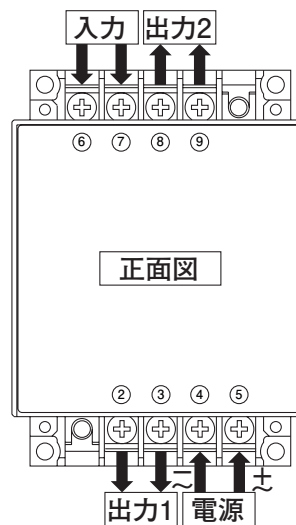 入力 出力2
⑥ ⑦ ⑧ ⑨
正面図
② ③ ④ ⑤
− +
~ ~
出力1 電源